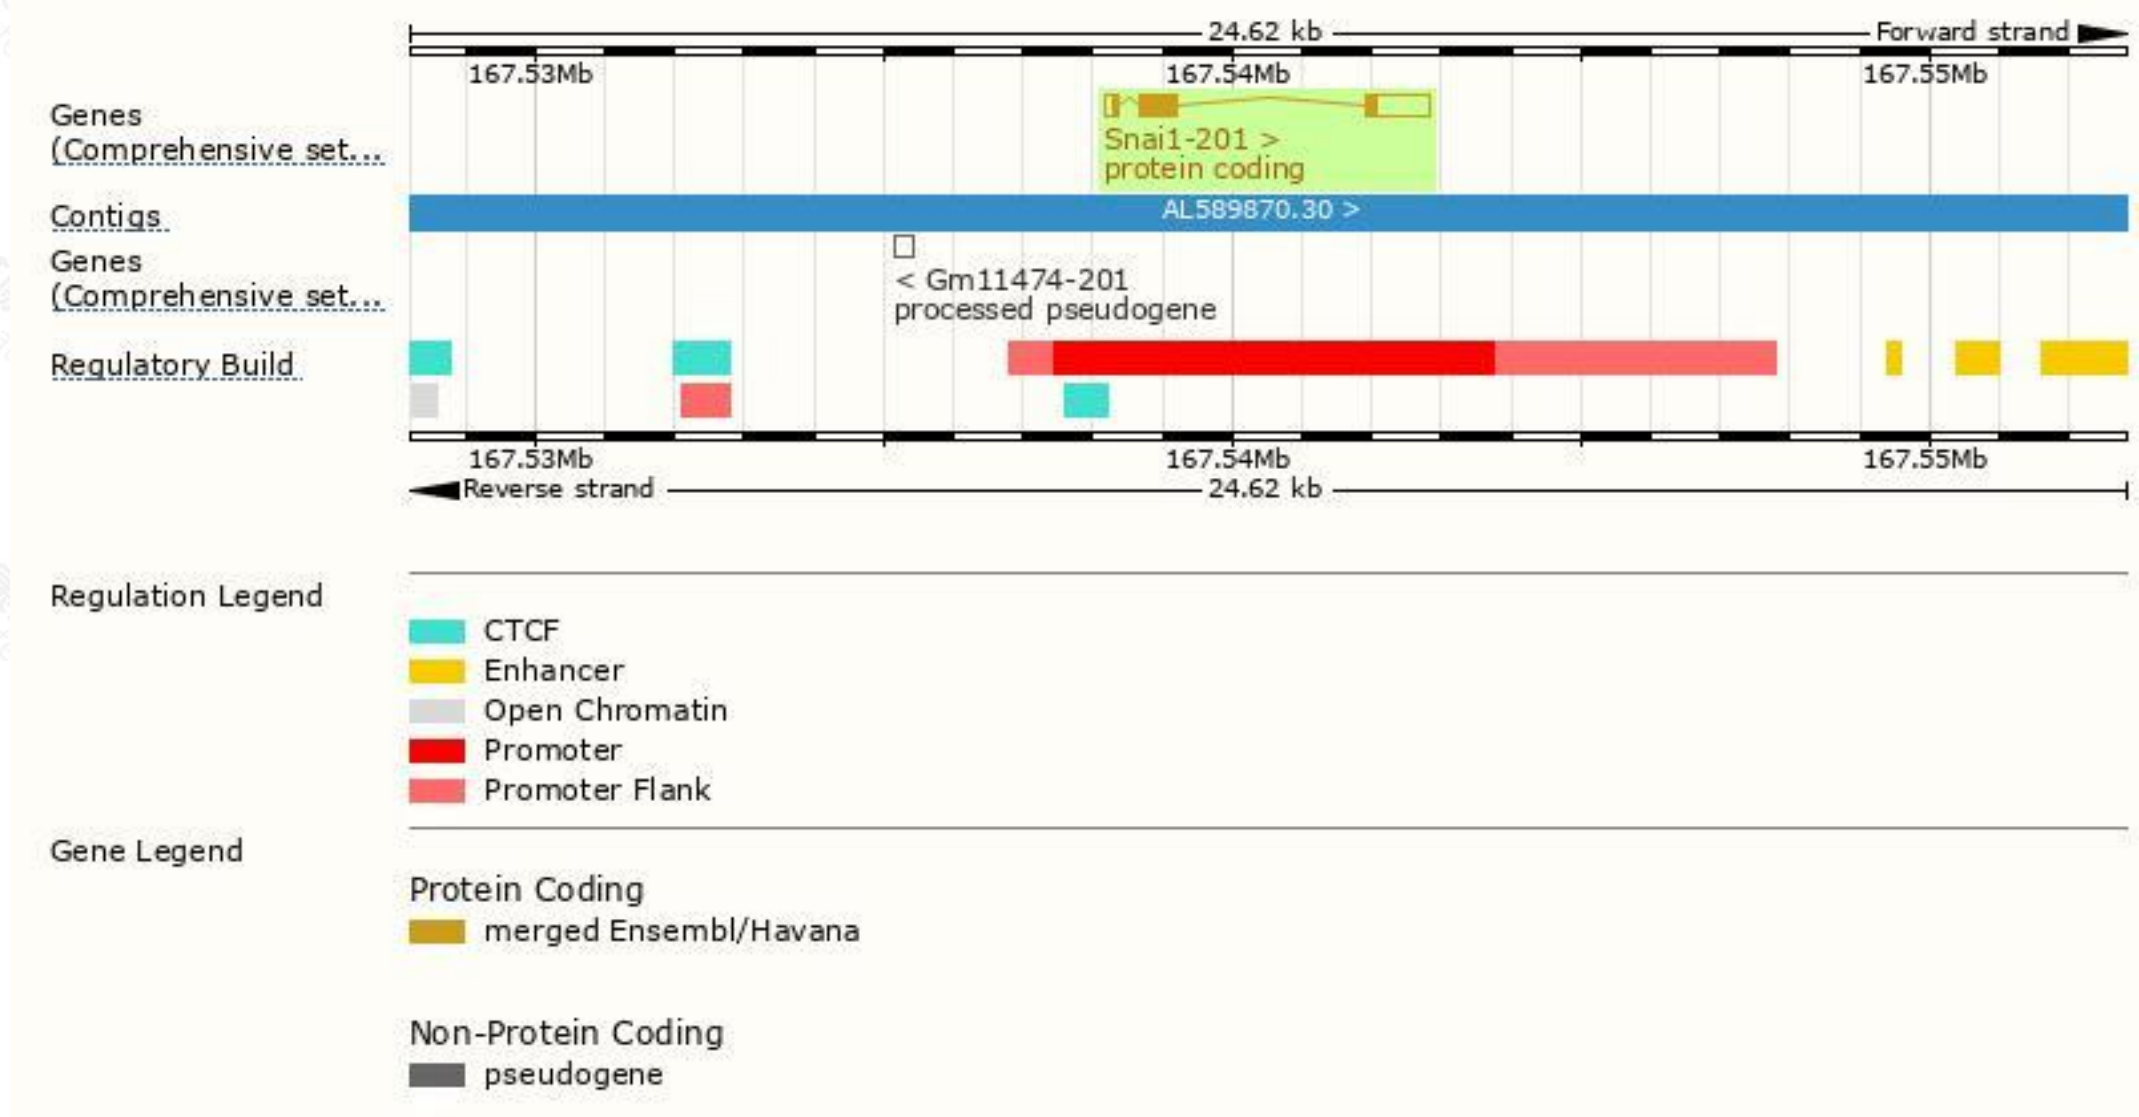 24.62 kb
Forward strand
167.53Mb
167.54Mb
167.55Mb
Genes
(Comprehensive set...
Snai1-201 >
protein coding
Contigs
AL589870.30 >
Genes
(Comprehensive set...
< Gm11474-201
processed pseudogene
Regulatory Build
167.53Mb
167.54Mb
167.55Mb
Reverse strand
24.62 kb
Regulation Legend
CTCF
Enhancer
Open Chromatin
Promoter
Promoter Flank
Gene Legend
Protein Coding
merged Ensembl/Havana
Non-Protein Coding
pseudogene